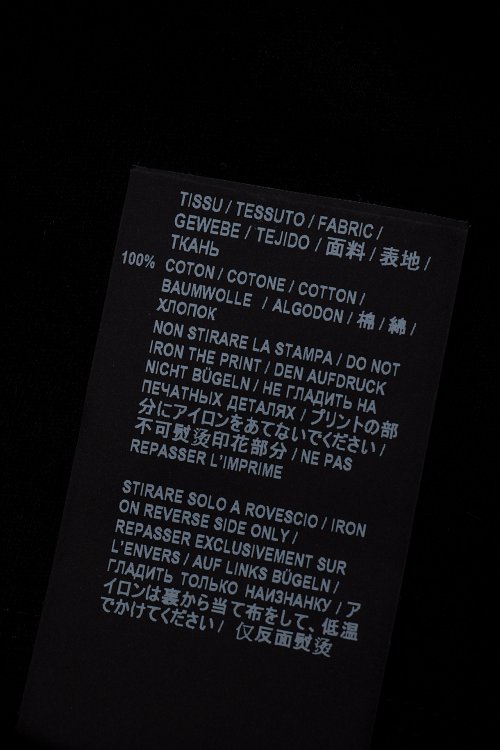 TISSU / TESSUTO / FABRIC /
GEWEBE / TEJIDO / 面料 / 表地 /
ТКАНЬ
100% COTON / COTONE / COTTON /
BAUMWOLLE / ALGODON / 棉 / 綿 /
ХЛОПОК
NON STIRARE LA STAMPA / DO NOT
IRON THE PRINT / DEN AUFDRUCK
NICHT BÜGELN / НЕ ГЛАДИТЬ НА
ПЕЧАТНЫХ ДЕТАЛЯХ / プリントの部
分にアイロンをあてないでください /
不可熨烫印花部分 / NE PAS
REPASSER L'IMPRIME
STIRARE SOLO A ROVESCIO / IRON
ON REVERSE SIDE ONLY /
REPASSER EXCLUSIVEMENT SUR
L'ENVERS / AUF LINKS BÜGELN /
ГЛАДИТЬ ТОЛЬКО НАИЗНАНКУ / ア
イロンは裏から当て布をして、低温
でかけてください / 仅反面熨烫